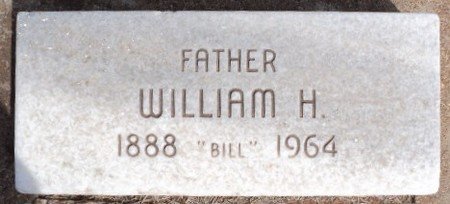 FATHER
WILLIAM H.
1888 "BILL" 1964